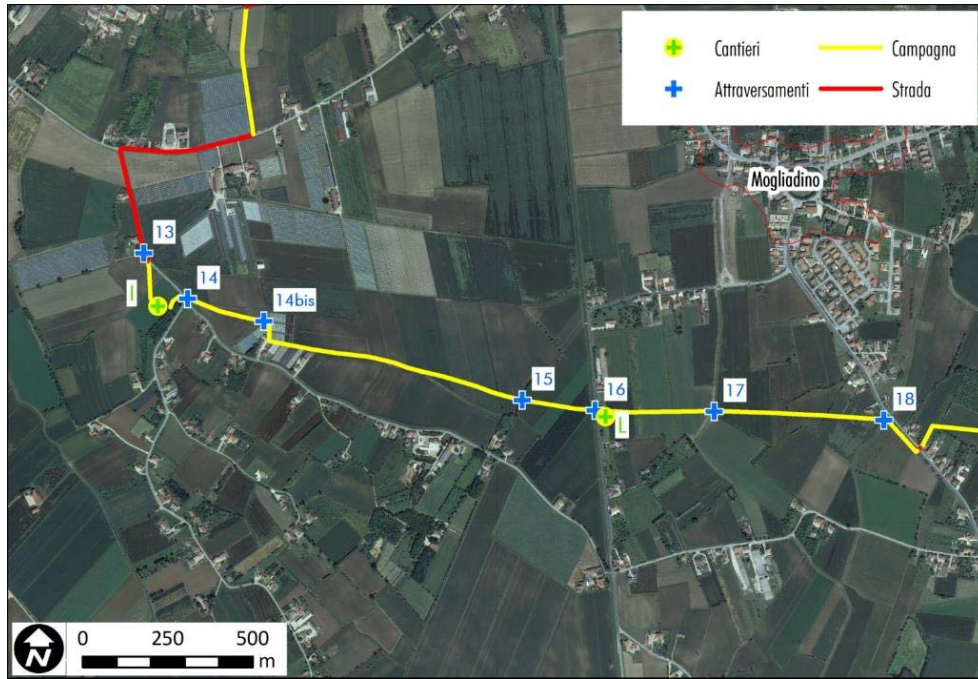 Cantieri
Campagna
Attraversamenti
Strada
Mogliadino
13
I
14
14bis
15
16
L
17
18
0 250 500
m
N